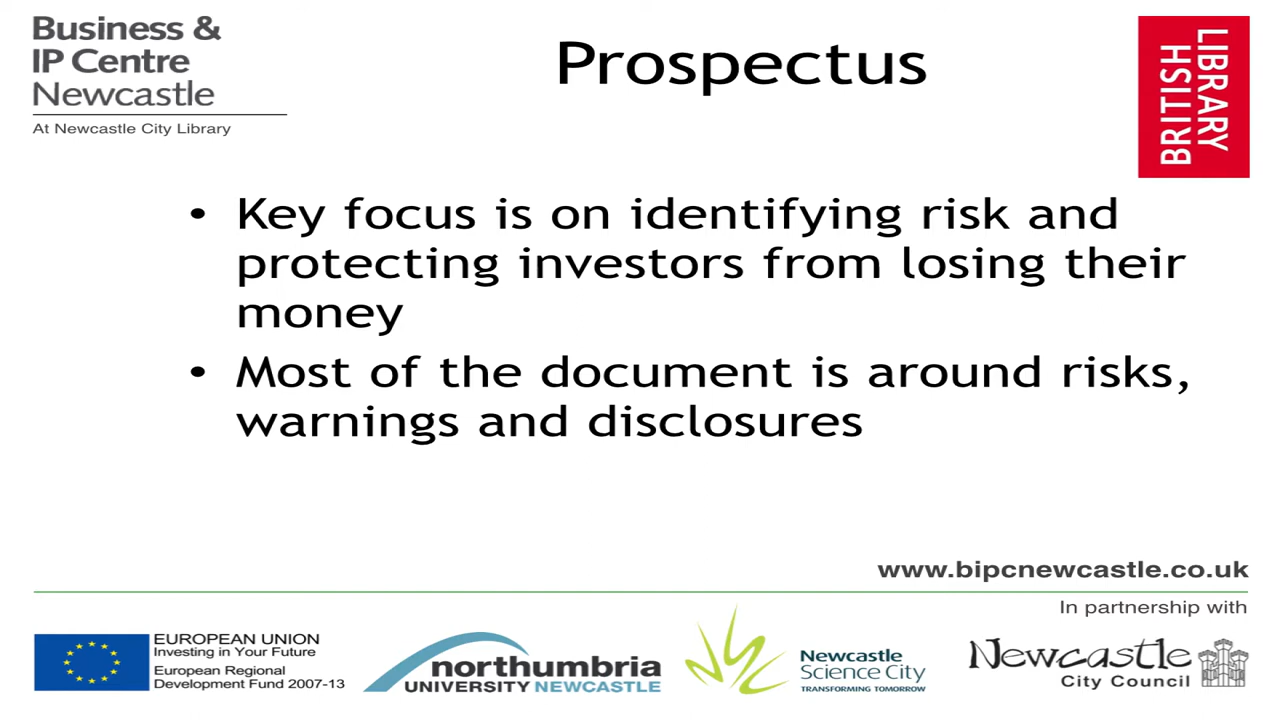 Business &
IP Centre
Newcastle
At Newcastle City Library
Prospectus
BRITISH
LIBRARY
• Key focus is on identifying risk and
protecting investors from losing their
money
• Most of the document is around risks,
warnings and disclosures
www.bipcnewcastle.co.uk
In partnership with
EUROPEAN UNION
Investing in Your Future
European Regional
Development Fund 2007-13
northumbria
UNIVERSITY NEWCASTLE
Newcastle
Science City
TRANSFORMING TOMORROW
Newcastle
City Council